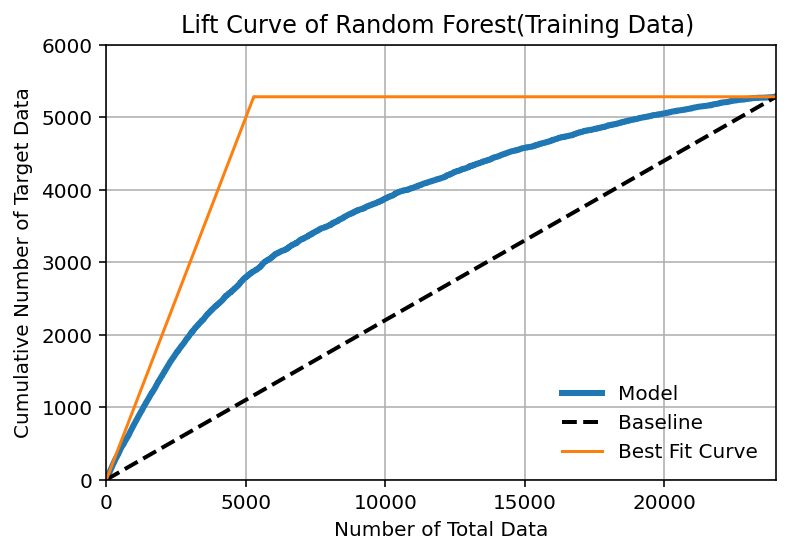 Lift Curve of Random Forest(Training Data)
6000
5000
4000
3000
2000
1000
0
Cumulative Number of Target Data
Model
Baseline
Best Fit Curve
0 5000 10000 15000 20000
Number of Total Data